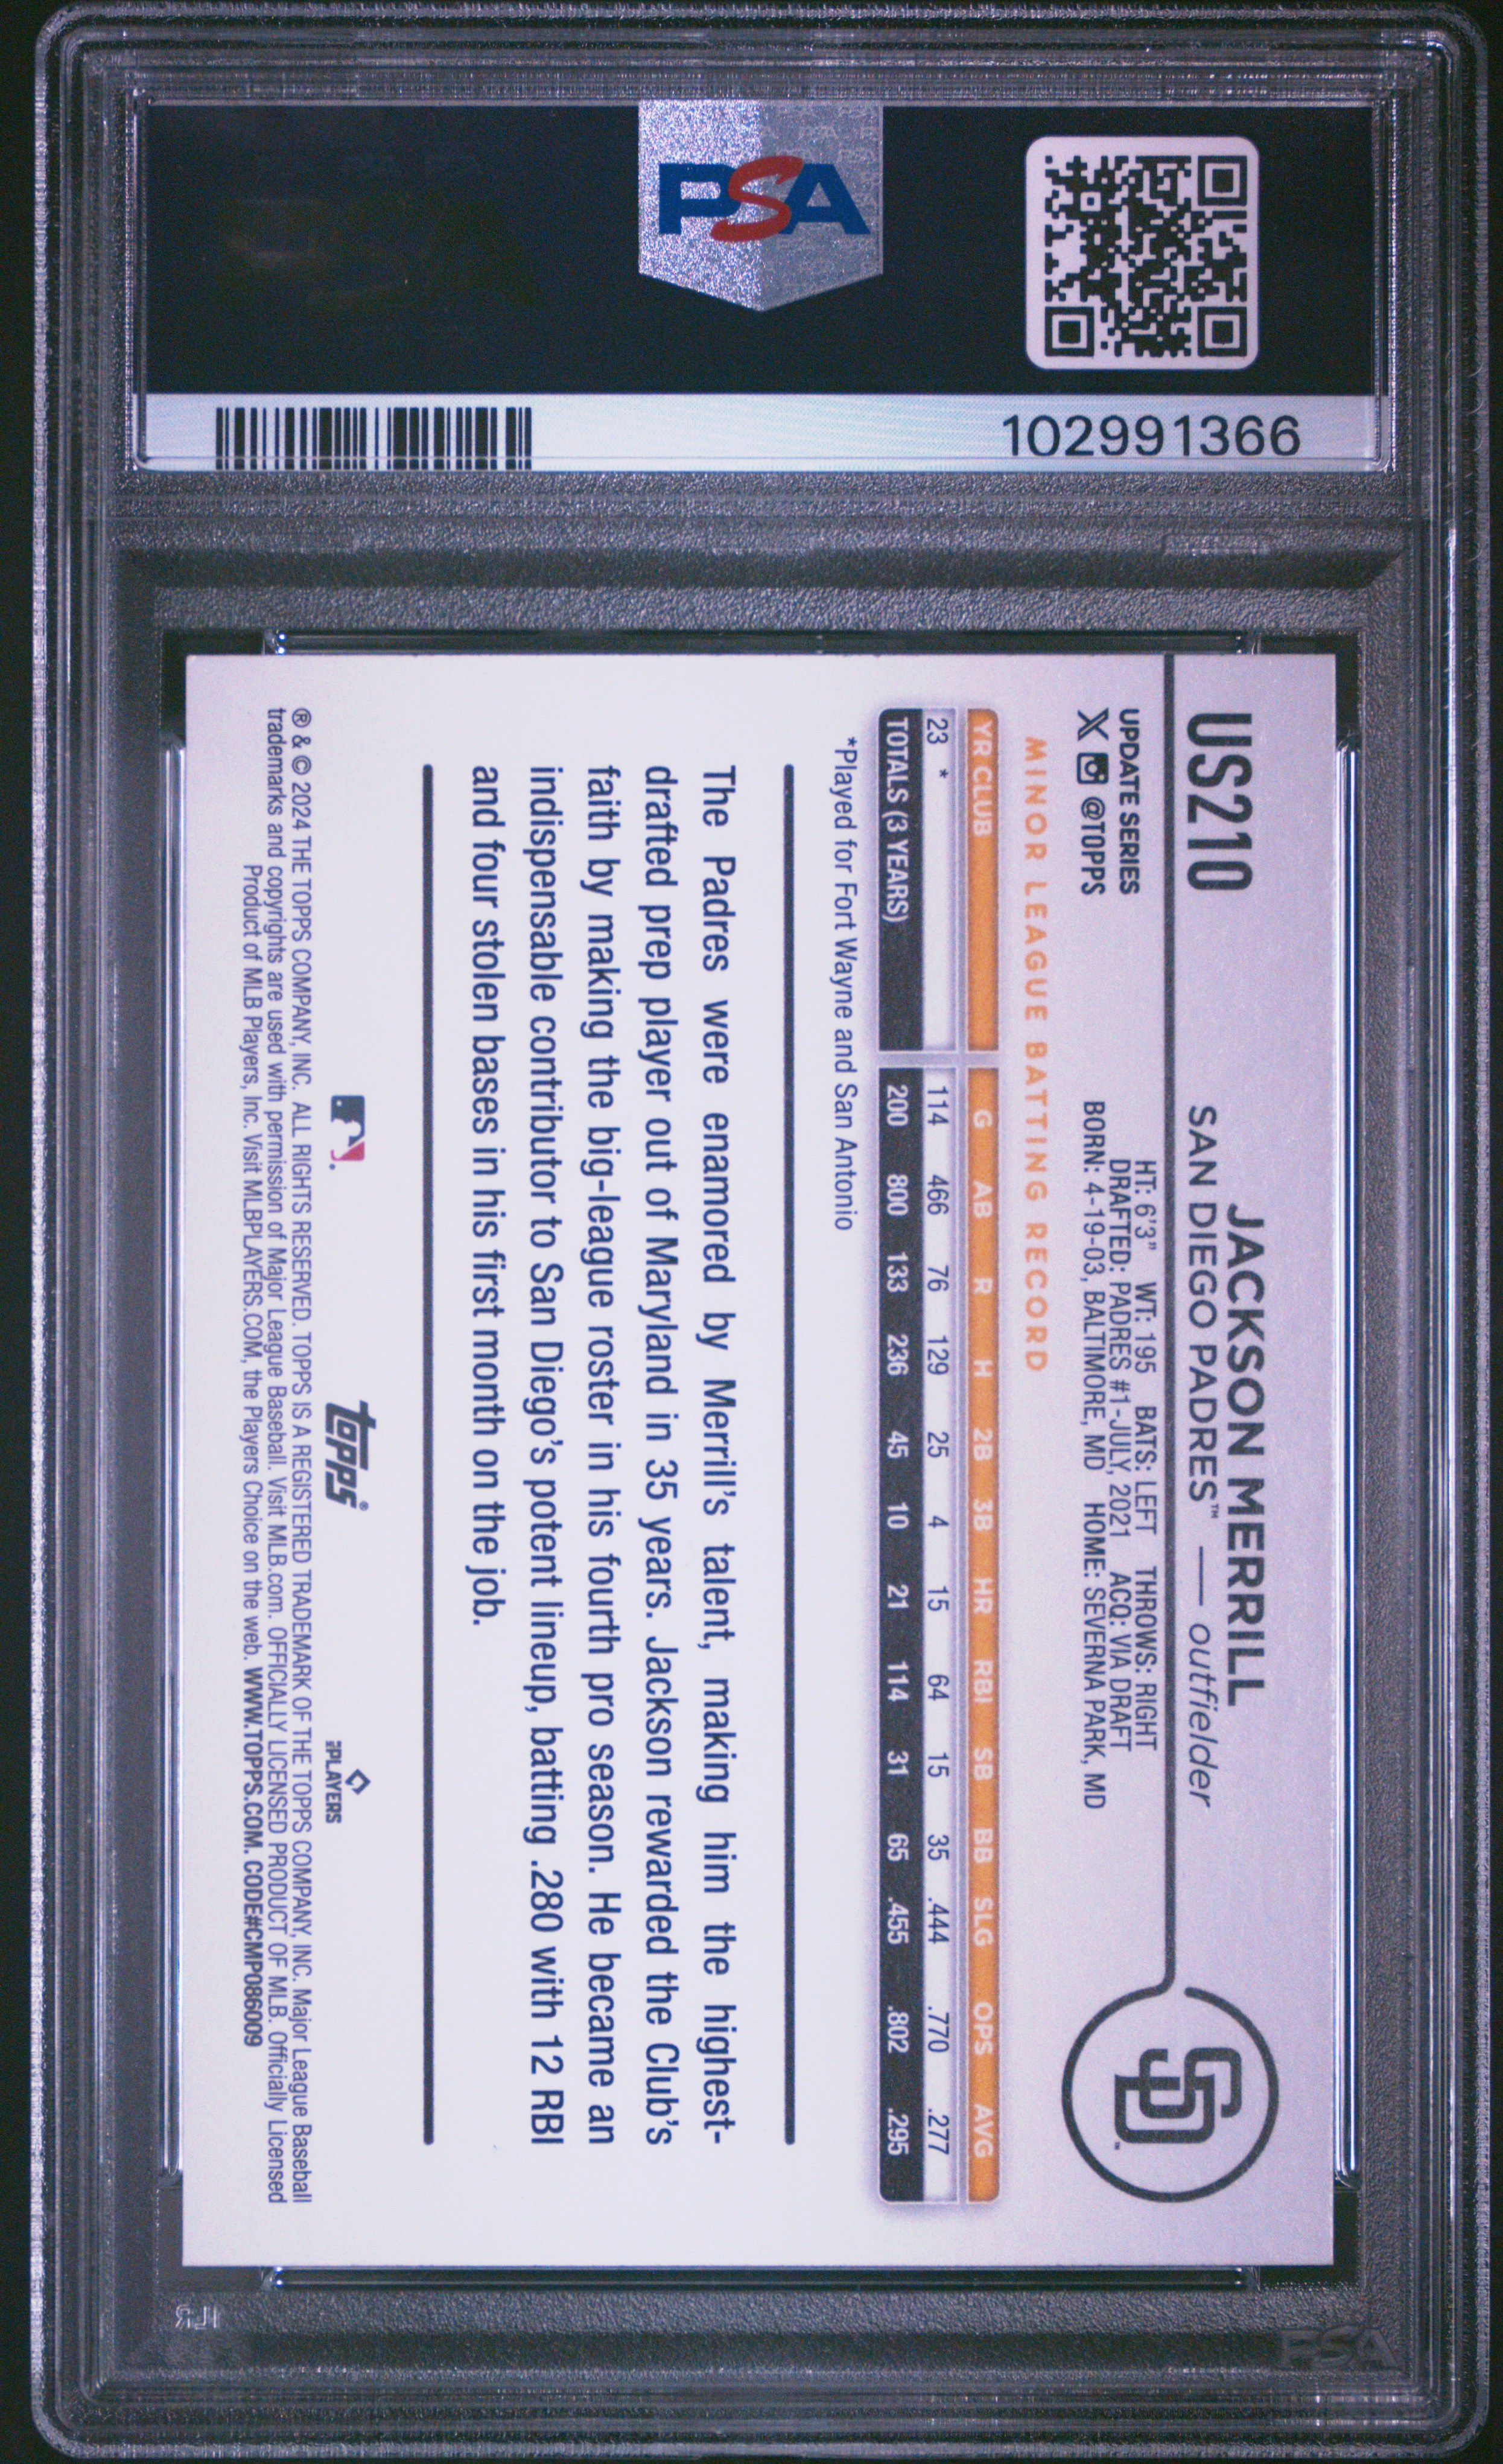 PSA
102991366
US210
JACKSON MERRILL
SAN DIEGO PADRES™ — outfielder
UPDATE SERIES
@TOPPS
HT: 6'3" WT: 195 BATS: LEFT THROWS: RIGHT
DRAFTED: PADRES #1-JULY, 2021 ACQ: VIA DRAFT
BORN: 4-19-03, BALTIMORE, MD HOME: SEVERNA PARK, MD
SD™
MINOR LEAGUE BATTING RECORD
YR CLUB G AB R H 2B 3B HR RBI SB BB SLG OPS AVG
23 * 114 466 76 129 25 4 15 64 15 35 .444 .770 .277
TOTALS (3 YEARS) 200 800 133 236 45 10 21 114 31 65 .455 .802 .295
*Played for Fort Wayne and San Antonio
The Padres were enamored by Merrill's talent, making him the highest-
drafted prep player out of Maryland in 35 years. Jackson rewarded the Club's
faith by making the big-league roster in his fourth pro season. He became an
indispensable contributor to San Diego's potent lineup, batting .280 with 12 RBI
and four stolen bases in his first month on the job.
topps®
PLAYERS
® & © 2024 THE TOPPS COMPANY, INC. ALL RIGHTS RESERVED. TOPPS IS A REGISTERED TRADEMARK OF THE TOPPS COMPANY, INC. Major League Baseball
trademarks and copyrights are used with permission of Major League Baseball. Visit MLB.com. OFFICIALLY LICENSED PRODUCT OF MLB. Officially Licensed
Product of MLB Players, Inc. Visit MLBPLAYERS.COM, the Players Choice on the web. WWW.TOPPS.COM. CODE#CMP086009
PSA